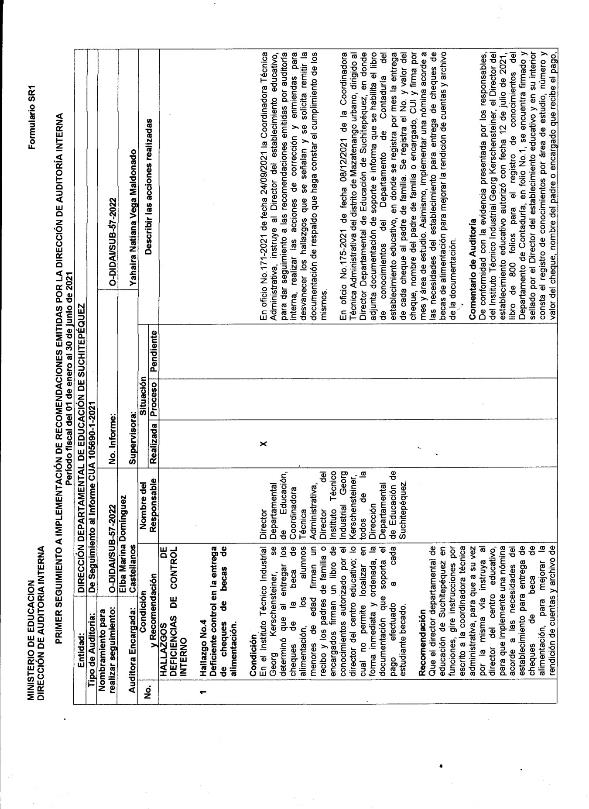 MINISTERIO DE EDUCACION
DIRECCIÓN DE AUDITORIA INTERNA
Formulario SR1
PRIMER SEGUIMIENTO A IMPLEMENTACIÓN DE RECOMENDACIONES EMITIDAS POR LA DIRECCIÓN DE AUDITORÍA INTERNA
Período fiscal del 01 de enero al 30 de junio de 2021
Entidad: DIRECCIÓN DEPARTAMENTAL DE EDUCACIÓN DE SUCHITEPÉQUEZ
Tipo de Auditoría: De Seguimiento al Informe CUA 105690-1-2021
Nombramiento para
realizar seguimiento: O-DIDAI/SUB-57-2022 No. Informe: O-DIDAI/SUB-57-2022
Auditora Encargada: Elba Marina Domínguez
Castellanos Supervisora: Yahaira Natiana Vega Maldonado
No. Condición
y Recomendación Nombre del
Responsable Situación
Realizada Proceso Pendiente Describir las acciones realizadas
HALLAZGOS DE
DEFICIENCIAS DE CONTROL
INTERNO
1 Hallazgo No.4
Deficiente control en la entrega
de cheques de becas de
alimentación
Condición
En el Instituto Técnico Industrial
Georg Kerschensteiner, se
determinó que al entregar los
cheques de la beca de
alimentación, los alumnos
menores de edad firman un
recibo y los padres de familia o
encargados firman un libro de
conocimientos autorizado por el
director del centro educativo; lo
cual no permite localizar en
forma inmediata y ordenada, la
documentación que soporta el
pago efectuado a cada
estudiante becado.
Recomendación
Que el director departamental de
educación de Suchitepéquez en
funciones, gire instrucciones por
escrito a la coordinadora técnica
administrativa para que a su vez
por la misma vía instruya al
director del centro educativo,
para que implemente una nómina
acorde a las necesidades del
establecimiento para entrega de
cheques de beca de
alimentación, para mejorar la
rendición de cuentas y archivo de
Director
Departamental
de Educación,
Coordinadora
Técnica
Administrativa,
Director del
Instituto Técnico
Industrial Georg
Kerschensteiner,
todos de la
Dirección
Departamental
de Educación de
Suchitepéquez.
X
En oficio No.171-2021 de fecha 24/09/2021 la Coordinadora Técnica
Administrativa, instruye al Director del establecimiento educativo,
para dar seguimiento a las recomendaciones emitidas por auditoría
interna, realizar las acciones de corrección y enmiendas para
desvanecer los hallazgos que se señalan y se solicita remitir la
documentación de respaldo que haga constar el cumplimiento de los
mismos.
En oficio No.175-2021 de fecha 08/12/2021 de la Coordinadora
Técnica Administrativa del distrito de Mazatenango urbano, dirigido al
Director Departamental de Educación de Suchitepéquez, en donde
adjunta documentación de soporte e informa que se habilita el libro
de conocimientos del Departamento de Contaduría del
establecimiento educativo, en donde se registra por mes la entrega
de cada cheque al padre de familia. Se registra el No. y valor del
cheque, nombre del padre de familia o encargado, CUI y firma por
mes y área de estudio. Asimismo, implementar una nómina acorde a
las necesidades del establecimiento para entrega de cheques de
becas de alimentación para mejorar la rendición de cuentas y archivo
de la documentación.
Comentario de Auditoría
De conformidad con la evidencia presentada por los responsables,
del Instituto Técnico Industrial Georg Kerschensteiner, el Director del
establecimiento educativo autorizó con fecha 12 de julio de 2021,
libro de 800 folios para el registro de conocimientos del
Departamento de Contaduría, en folio No.1, se encuentra firmado y
sellado por el Director del establecimiento educativo y en su interior
consta el registro de conocimientos por área de estudio, número y
valor del cheque, nombre del padre o encargado que recibe el pago,